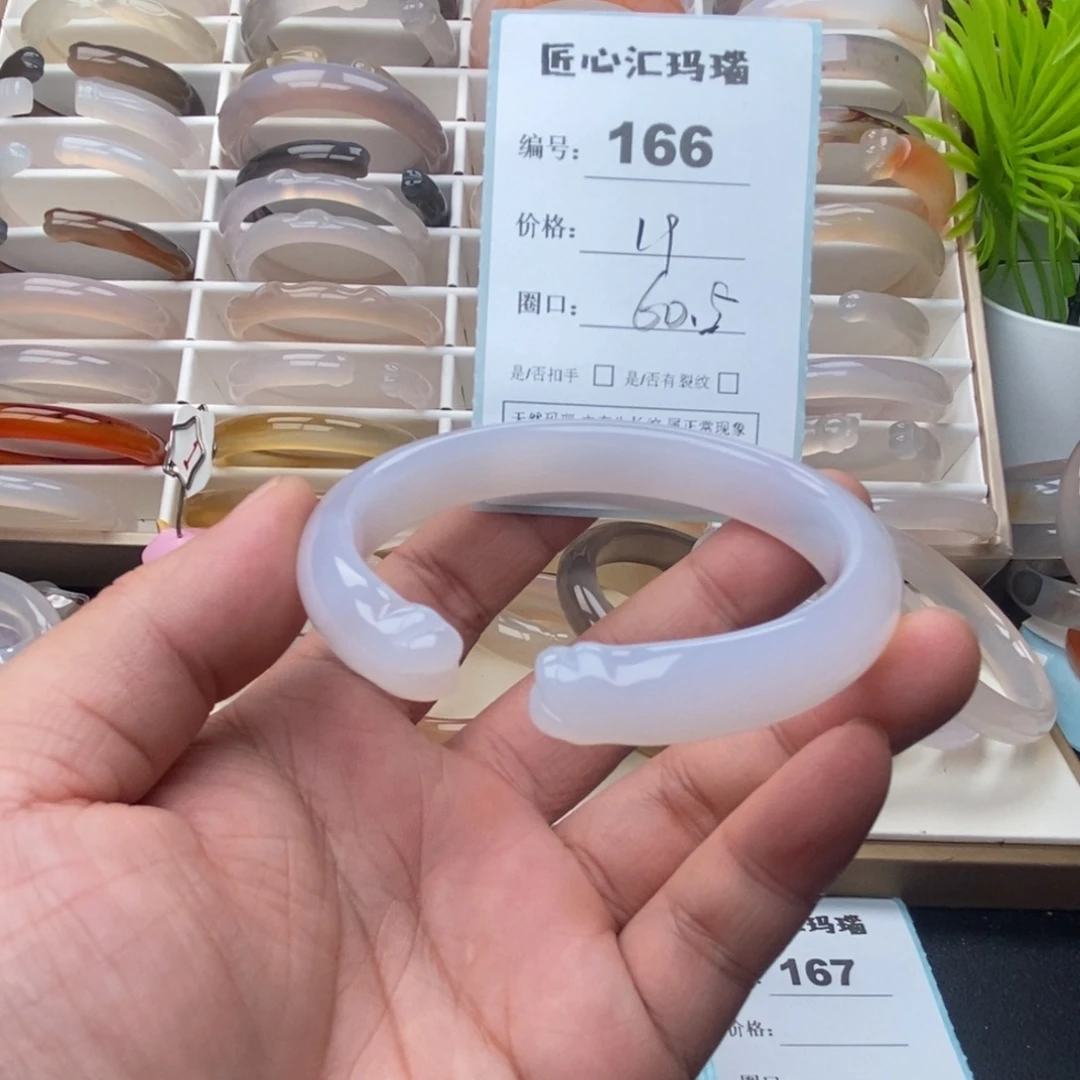 匠心汇玛瑙
编号: 166
价格: 19
圈口: 60.5
是/否扣手 □ 是/否有裂纹 □
玛瑙
167
价格: